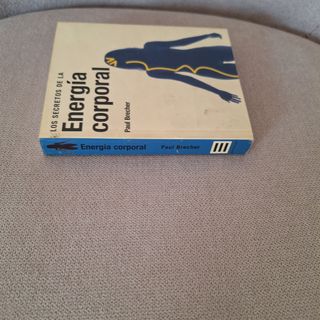 LOS SECRETOS DE LA
Energía
corporal
Paul Brecher
Energía corporal
Paul Brecher